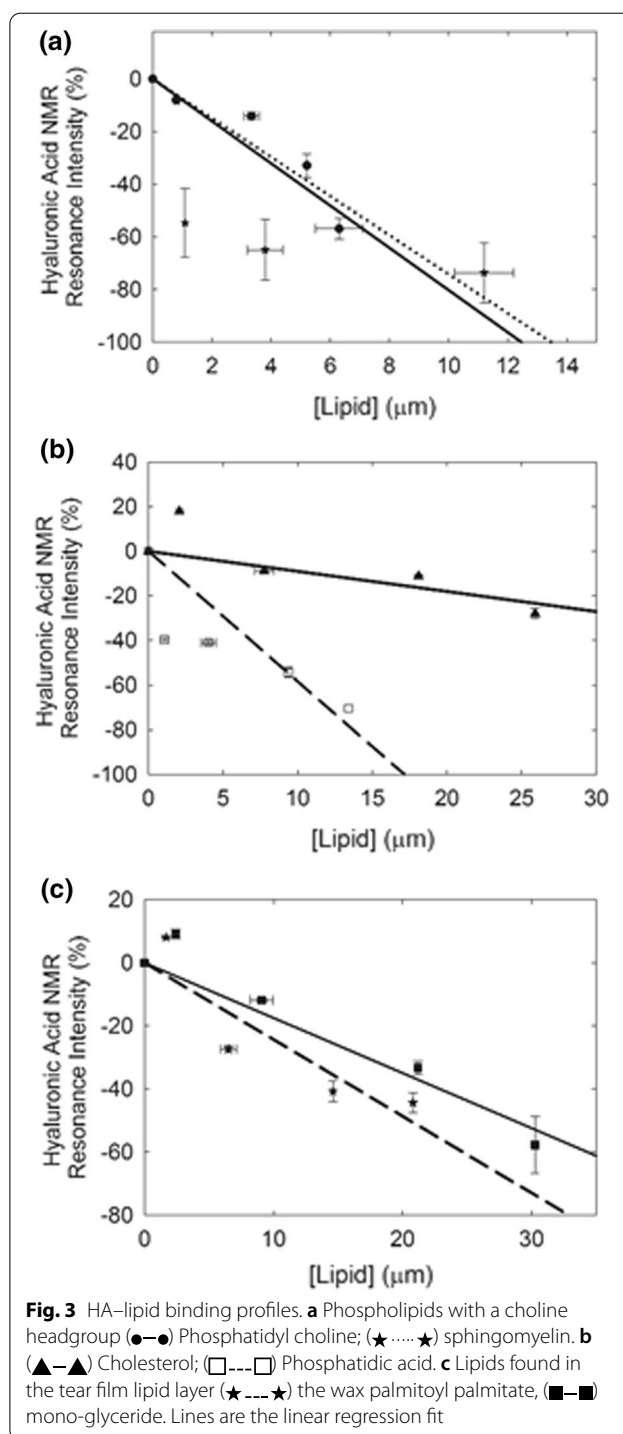 (a)
Hyaluronic Acid NMR
Resonance Intensity (%)
0
-20
-40
-60
-80
-100
0 2 4 6 8 10 12 14
[Lipid] (μm)
(b)
Hyaluronic Acid NMR
Resonance Intensity (%)
40
20
0
-20
-40
-60
-80
-100
0 5 10 15 20 25 30
[Lipid] (μm)
(c)
Hyaluronic Acid NMR
Resonance Intensity (%)
20
0
-20
-40
-60
-80
0 10 20 30
[Lipid] (μm)
Fig. 3 HA–lipid binding profiles. a Phospholipids with a choline
headgroup (●–●) Phosphatidyl choline; (★.....★) sphingomyelin. b
(▲–▲) Cholesterol; (□---□) Phosphatidic acid. c Lipids found in
the tear film lipid layer (★---★) the wax palmitoyl palmitate, (■–■)
mono-glyceride. Lines are the linear regression fit